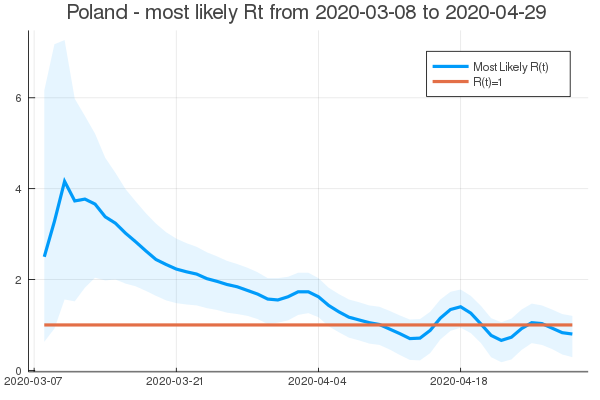 Poland - most likely Rt from 2020-03-08 to 2020-04-29
Most Likely R(t)
R(t)=1
6
4
2
0
2020-03-07 2020-03-21 2020-04-04 2020-04-18